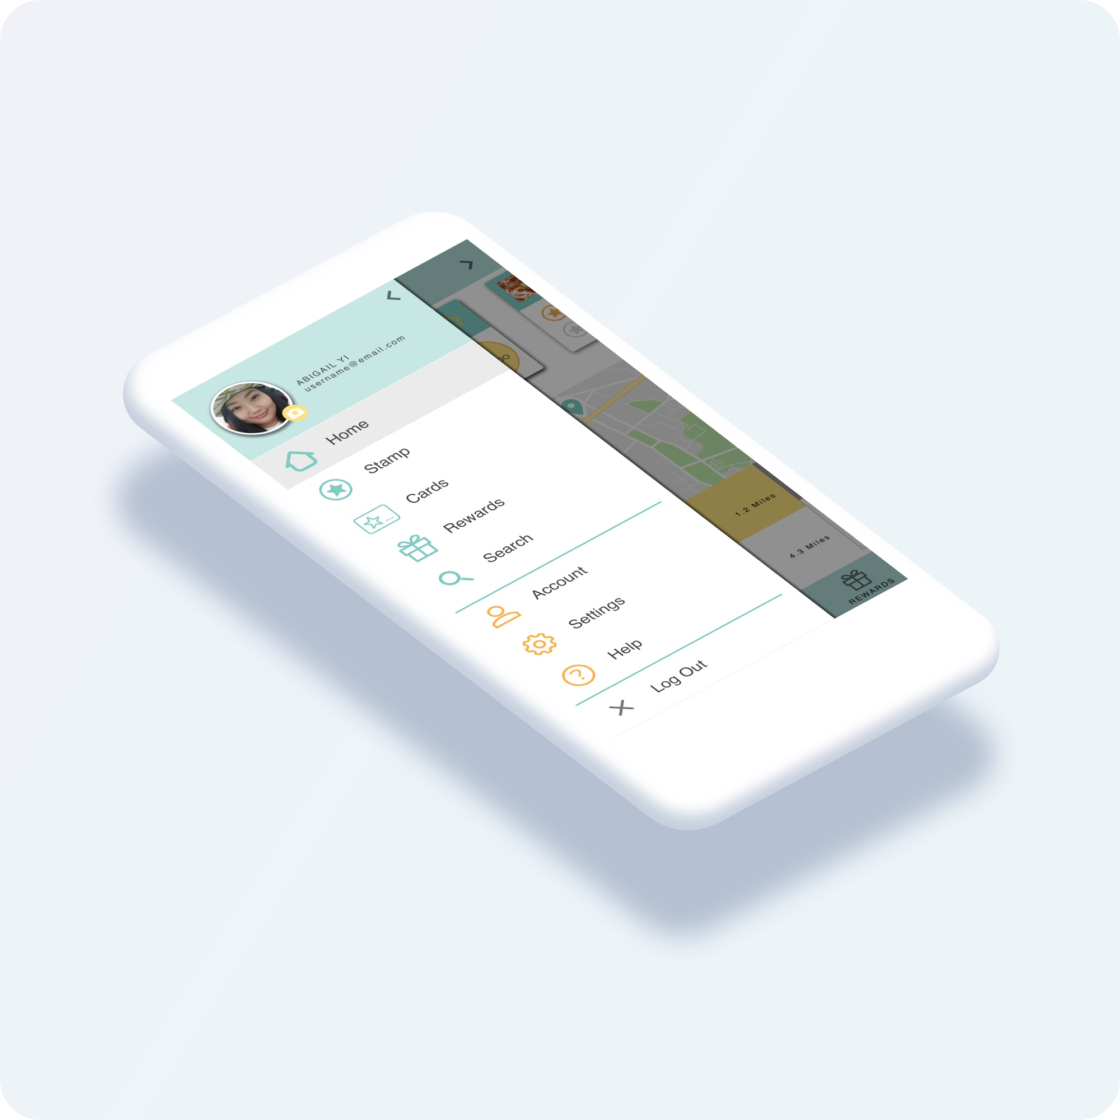 ABIGAIL YI
username@email.com
Home
Stamp
Cards
Rewards
Search
Account
Settings
Help
Log Out
1.2 Miles
4.3 Miles
REWARDS